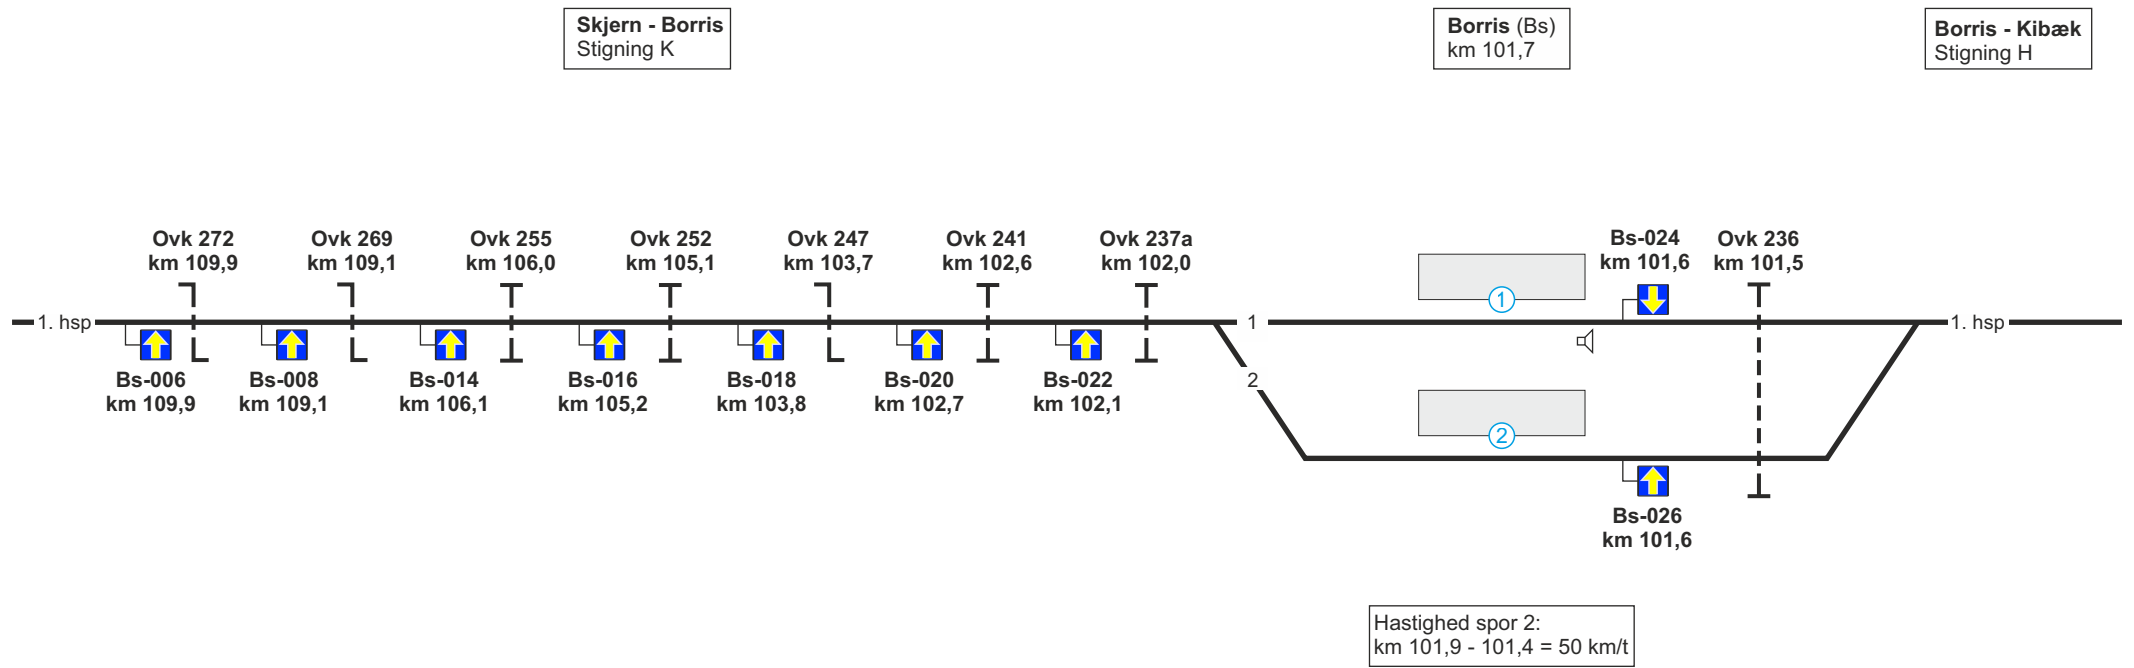 Skjern - Borris
Stigning K
Borris (Bs)
km 101,7
Borris - Kibæk
Stigning H
Ovk 272
km 109,9
Ovk 269
km 109,1
Ovk 255
km 106,0
Ovk 252
km 105,1
Ovk 247
km 103,7
Ovk 241
km 102,6
Ovk 237a
km 102,0
Bs-024
km 101,6
Ovk 236
km 101,5
1. hsp
1
1
1. hsp
Bs-006
km 109,9
Bs-008
km 109,1
Bs-014
km 106,1
Bs-016
km 105,2
Bs-018
km 103,8
Bs-020
km 102,7
Bs-022
km 102,1
2
2
Bs-026
km 101,6
Hastighed spor 2:
km 101,9 - 101,4 = 50 km/t